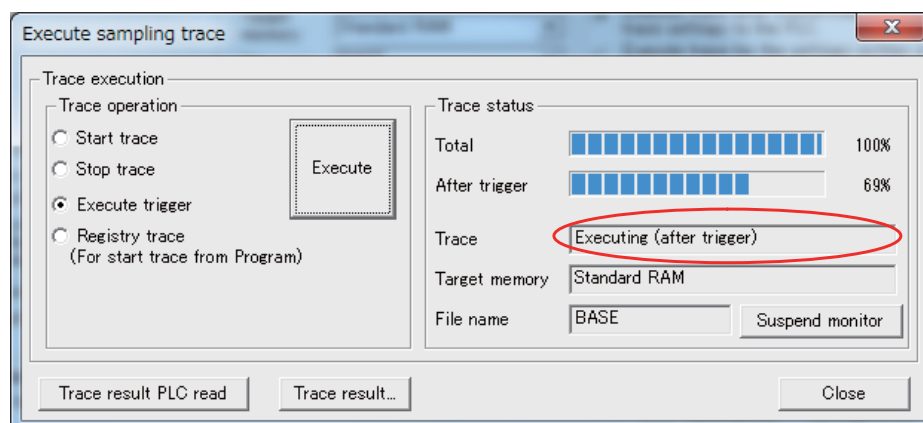 Execute sampling trace
Trace execution
Trace operation
Start trace
Stop trace
Execute trigger
Registry trace
(For start trace from Program)
Execute
Trace status
Total
100%
After trigger
69%
Trace
Executing (after trigger)
Target memory
Standard RAM
File name
BASE
Suspend monitor
Trace result PLC read
Trace result...
Close